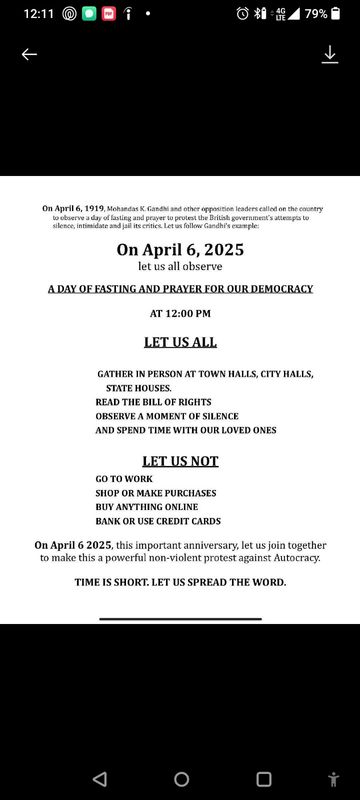 12:11
4G
LTE
79%
On April 6, 1919, Mohandas K. Gandhi and other opposition leaders called on the country
to observe a day of fasting and prayer to protest the British government's attempts to
silence, intimidate and jail its critics. Let us follow Gandhi's example:
On April 6, 2025
let us all observe
A DAY OF FASTING AND PRAYER FOR OUR DEMOCRACY
AT 12:00 PM
LET US ALL
GATHER IN PERSON AT TOWN HALLS, CITY HALLS,
STATE HOUSES.
READ THE BILL OF RIGHTS
OBSERVE A MOMENT OF SILENCE
AND SPEND TIME WITH OUR LOVED ONES
LET US NOT
GO TO WORK
SHOP OR MAKE PURCHASES
BUY ANYTHING ONLINE
BANK OR USE CREDIT CARDS
On April 6 2025, this important anniversary, let us join together
to make this a powerful non-violent protest against Autocracy.
TIME IS SHORT. LET US SPREAD THE WORD.